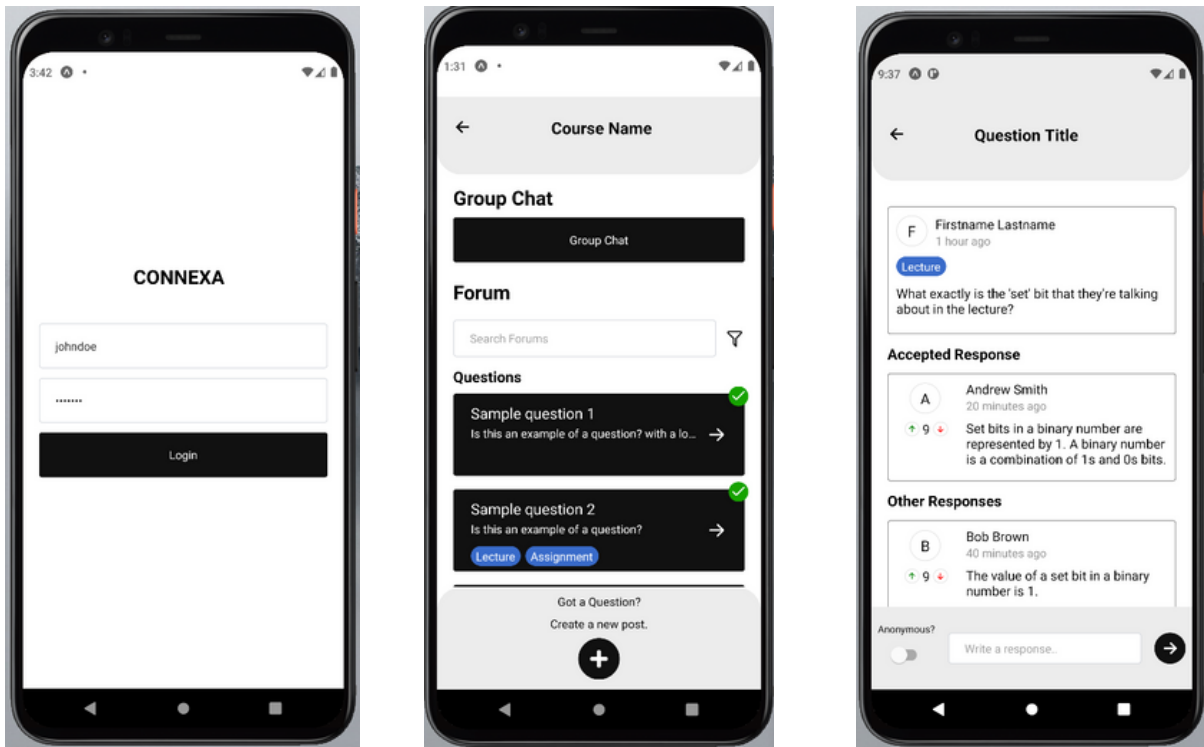 3:42
CONNEXA
johndoe
•••••••
Login
1:31
Course Name
Group Chat
Group Chat
Forum
Search Forums
Questions
Sample question 1
Is this an example of a question? with a lo...
Sample question 2
Is this an example of a question?
Lecture Assignment
Got a Question?
Create a new post.
9:37
Question Title
F Firstname Lastname
1 hour ago
Lecture
What exactly is the 'set' bit that they're talking
about in the lecture?
Accepted Response
A Andrew Smith
20 minutes ago
9 Set bits in a binary number are
represented by 1. A binary number
is a combination of 1s and 0s bits.
Other Responses
B Bob Brown
40 minutes ago
9 The value of a set bit in a binary
number is 1.
Anonymous?
Write a response..